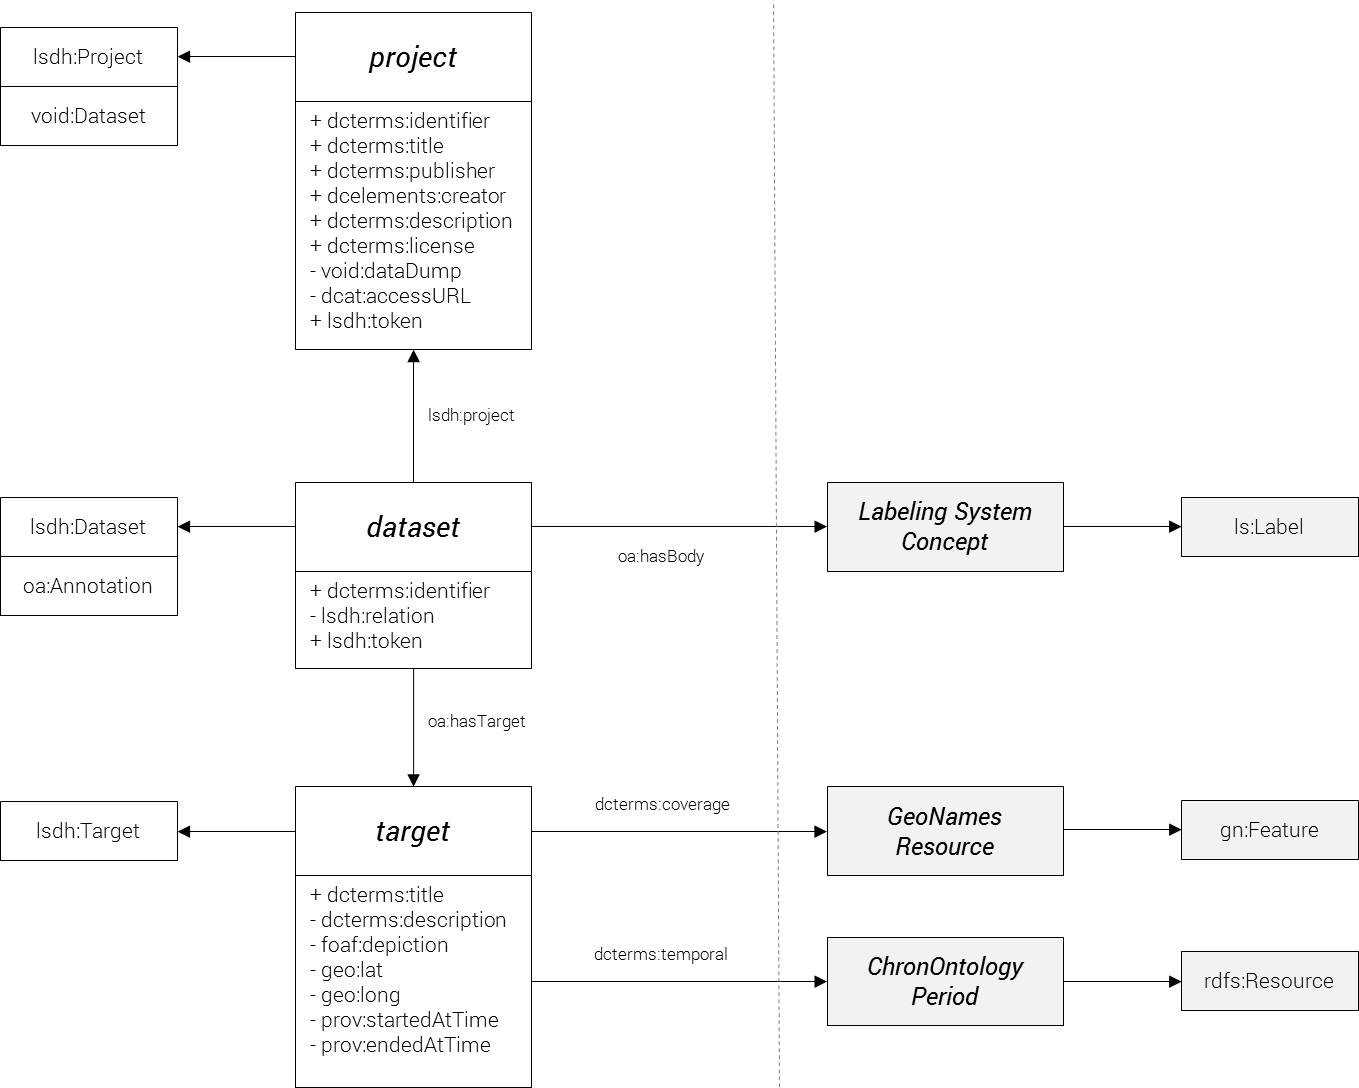 lsdh:Project
void:Dataset
project
+ dcterms:identifier
+ dcterms:title
+ dcterms:publisher
+ dcelements:creator
+ dcterms:description
+ dcterms:license
- void:dataDump
- dcat:accessURL
+ lsdh:token
lsdh:project
lsdh:Dataset
oa:Annotation
dataset
+ dcterms:identifier
- lsdh:relation
+ lsdh:token
oa:hasBody
Labeling System
Concept
ls:Label
oa:hasTarget
lsdh:Target
target
+ dcterms:title
- dcterms:description
- foaf:depiction
- geo:lat
- geo:long
- prov:startedAtTime
- prov:endedAtTime
dcterms:coverage
GeoNames
Resource
gn:Feature
dcterms:temporal
ChronOntology
Period
rdfs:Resource